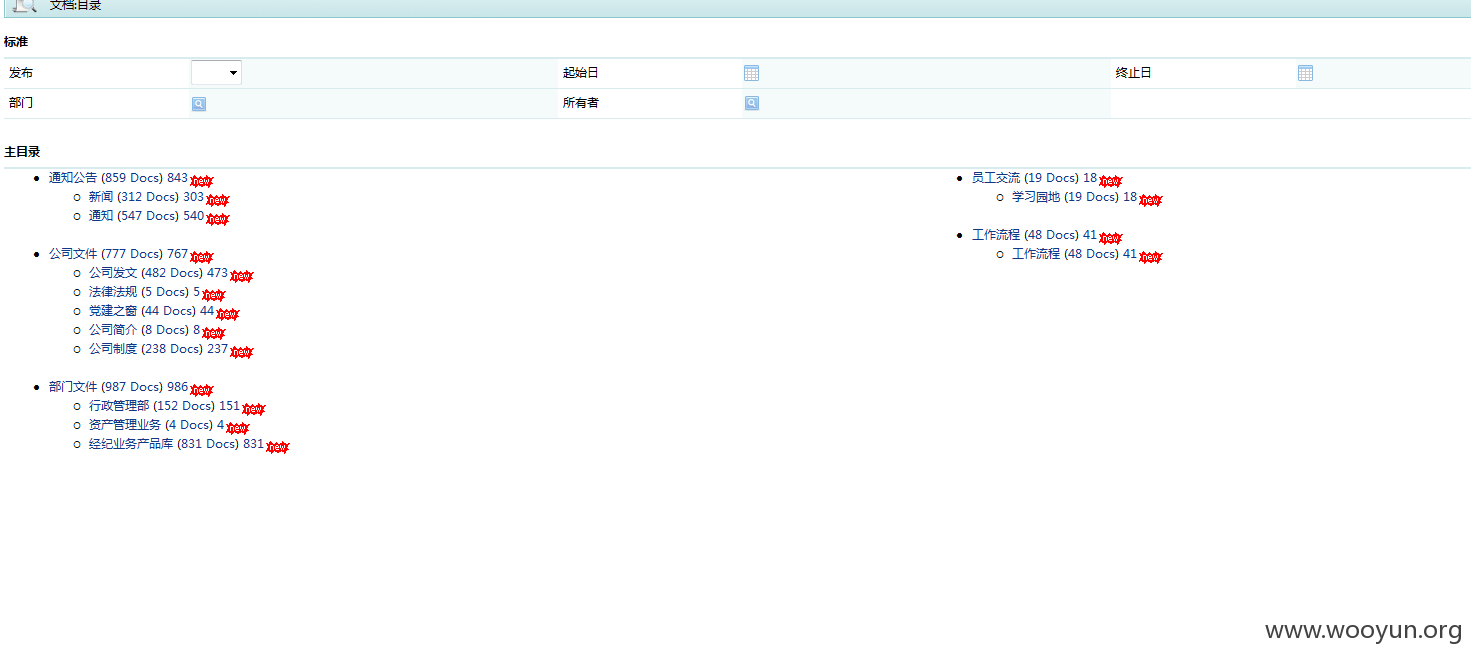 文档:目录
标准
发布 起始日 终止日
部门 所有者
主目录
通知公告 (859 Docs) 843 new
新闻 (312 Docs) 303 new
通知 (547 Docs) 540 new
公司文件 (777 Docs) 767 new
公司发文 (482 Docs) 473 new
法律法规 (5 Docs) 5 new
党建之窗 (44 Docs) 44 new
公司简介 (8 Docs) 8 new
公司制度 (238 Docs) 237 new
部门文件 (987 Docs) 986 new
行政管理部 (152 Docs) 151 new
资产管理业务 (4 Docs) 4 new
经纪业务产品库 (831 Docs) 831 new
员工交流 (19 Docs) 18 new
学习园地 (19 Docs) 18 new
工作流程 (48 Docs) 41 new
工作流程 (48 Docs) 41 new
www.wooyun.org